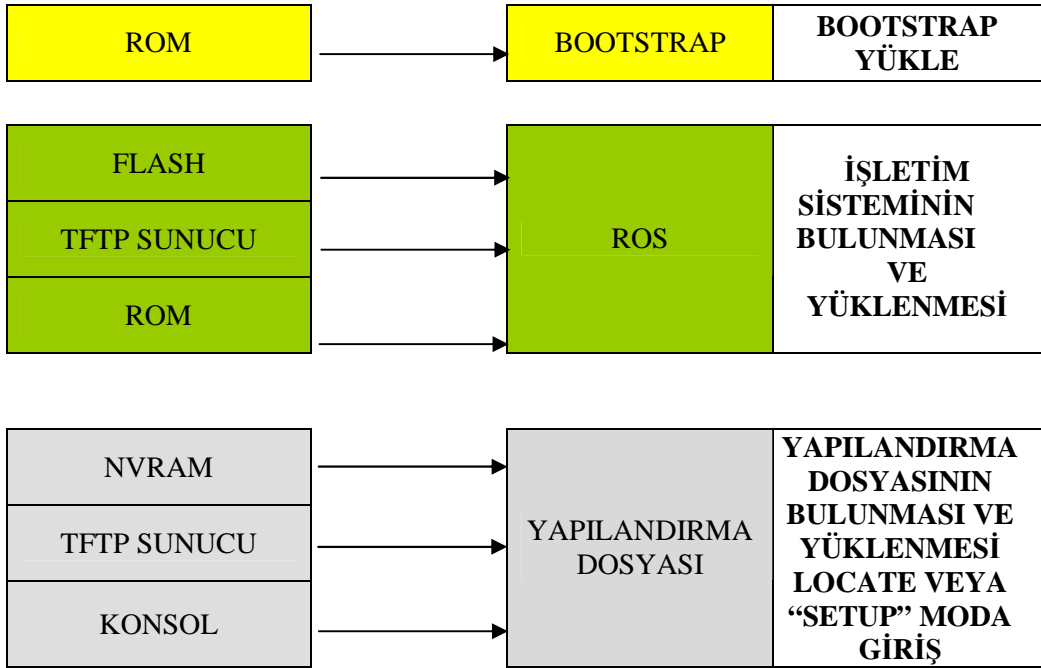 ROM
BOOTSTRAP
BOOTSTRAP
YÜKLE
FLASH
TFTP SUNUCU
ROM
ROS
İŞLETİM
SİSTEMİNİN
BULUNMASI
VE
YÜKLENMESİ
NVRAM
TFTP SUNUCU
KONSOL
YAPILANDIRMA
DOSYASI
YAPILANDIRMA
DOSYASININ
BULUNMASI VE
YÜKLENMESİ
LOCATE VEYA
“SETUP” MODA
GİRİŞ